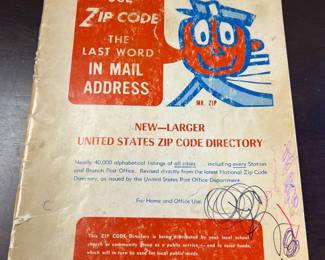 ZIP CODE
THE
LAST WORD
IN MAIL
ADDRESS
MR. ZIP
NEW—LARGER
UNITED STATES ZIP CODE DIRECTORY
Nearly 40,000 alphabetical listings of all cities . . . including every Station
and Branch Post Office. Revised directly from the latest National Zip Code
Directory, as issued by the United States Post Office Department.
For Home and Office Use
This ZIP CODE Directory is being distributed by your local school
church or community group as a public service — and to raise funds,
which will in turn be used for local public needs.